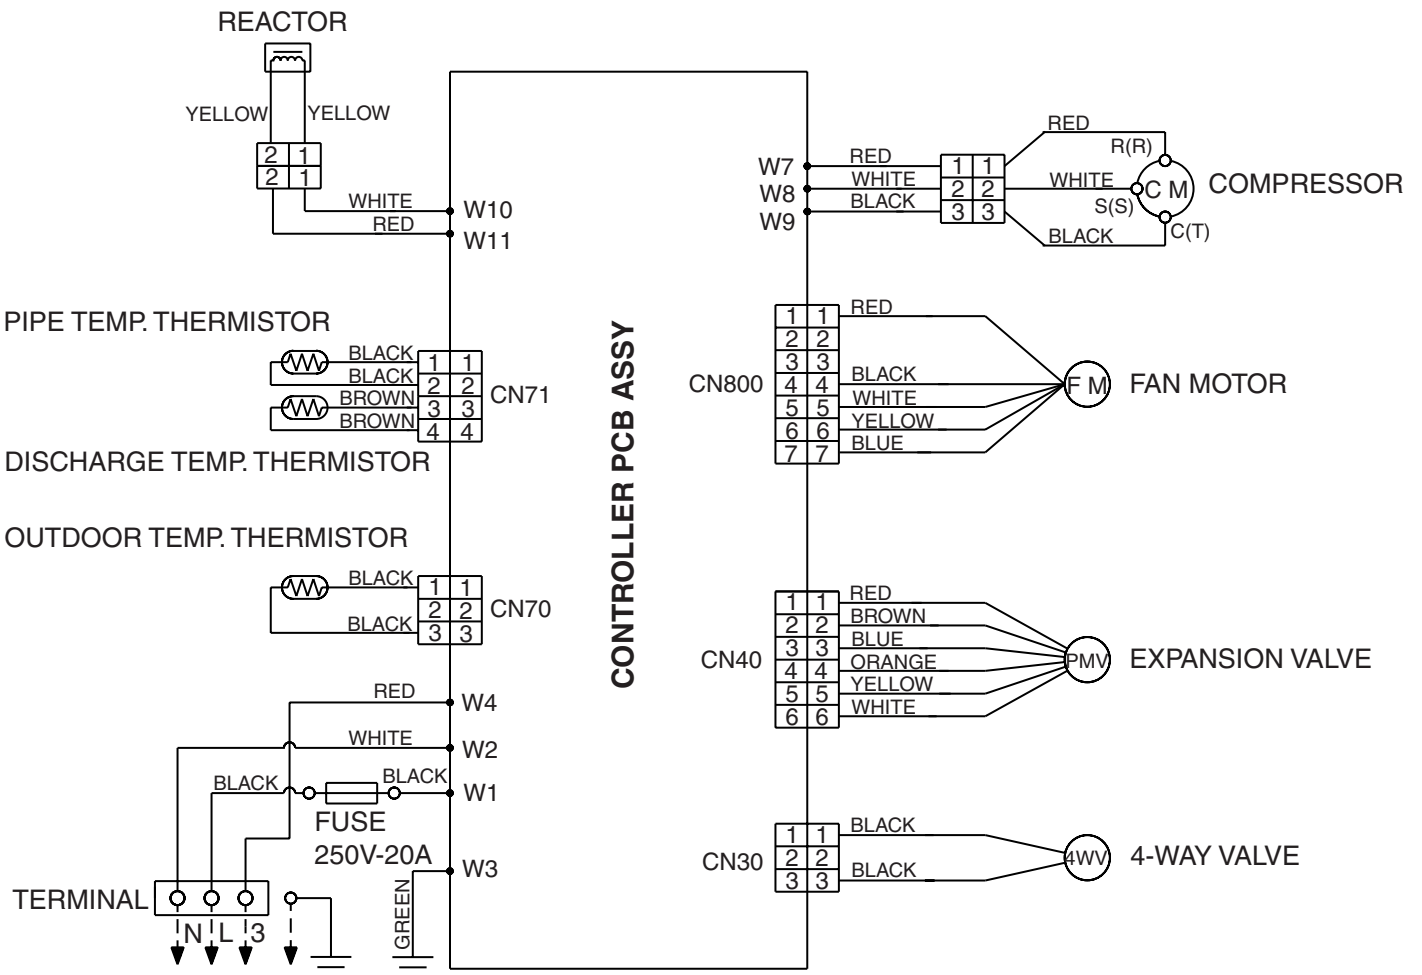 REACTOR
YELLOW YELLOW
2 1
2 1
WHITE W10
RED W11
PIPE TEMP. THERMISTOR
BLACK 1 1
BLACK 2 2
BROWN 3 3
BROWN 4 4
CN71
DISCHARGE TEMP. THERMISTOR
OUTDOOR TEMP. THERMISTOR
BLACK 1 1
2 2
BLACK 3 3
CN70
RED W4
WHITE W2
BLACK BLACK W1
FUSE
250V-20A
W3
GREEN
TERMINAL
N L 3
CONTROLLER PCB ASSY
W7 RED 1 1 RED R(R)
W8 WHITE 2 2 WHITE S(S)
W9 BLACK 3 3 BLACK C(T)
CM COMPRESSOR
CN800
1 1 RED
2 2
3 3
4 4 BLACK
5 5 WHITE
6 6 YELLOW
7 7 BLUE
FM FAN MOTOR
CN40
1 1 RED
2 2 BROWN
3 3 BLUE
4 4 ORANGE
5 5 YELLOW
6 6 WHITE
PMV EXPANSION VALVE
CN30
1 1 BLACK
2 2
3 3 BLACK
4WV 4-WAY VALVE